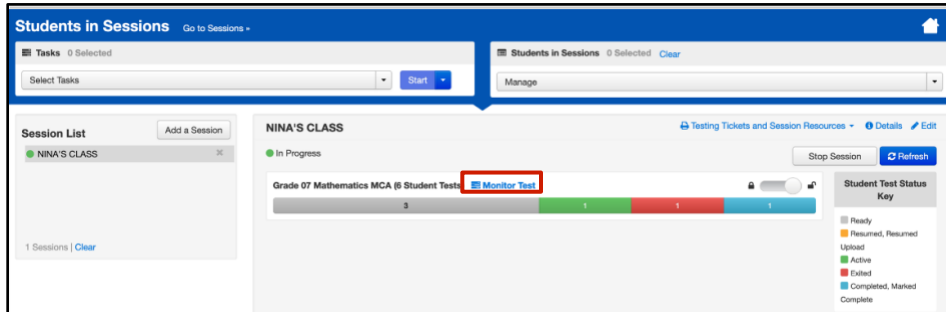 Students in Sessions Go to Sessions »
Tasks 0 Selected
Select Tasks
Start
Students in Sessions 0 Selected Clear
Manage
Session List
Add a Session
NINA'S CLASS
1 Sessions | Clear
NINA'S CLASS
Testing Tickets and Session Resources
Details
Edit
In Progress
Stop Session
Refresh
Grade 07 Mathematics MCA (6 Student Tests
Monitor Test
3
1
1
1
Student Test Status
Key
Ready
Resumed, Resumed
Upload
Active
Exited
Completed, Marked
Complete